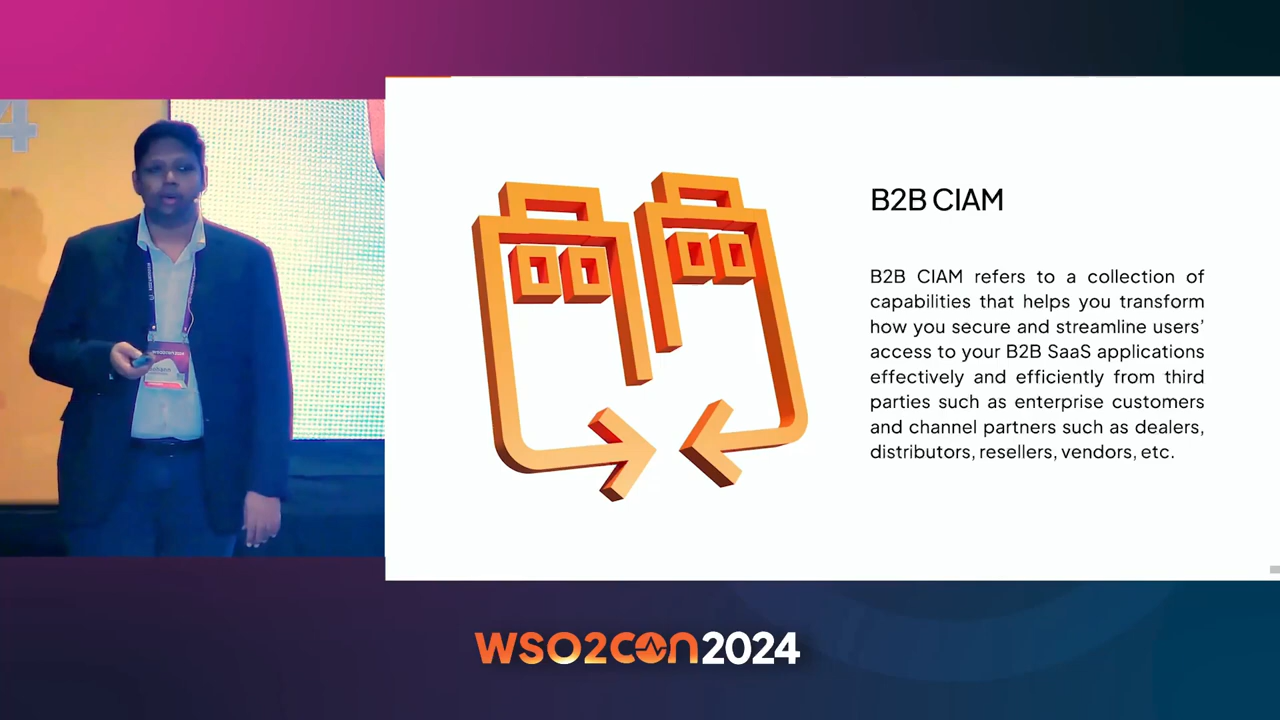 4
B2B CIAM
B2B CIAM refers to a collection of
capabilities that helps you transform
how you secure and streamline users'
access to your B2B SaaS applications
effectively and efficiently from third
parties such as enterprise customers
and channel partners such as dealers,
distributors, resellers, vendors, etc.
WSO2CON2024